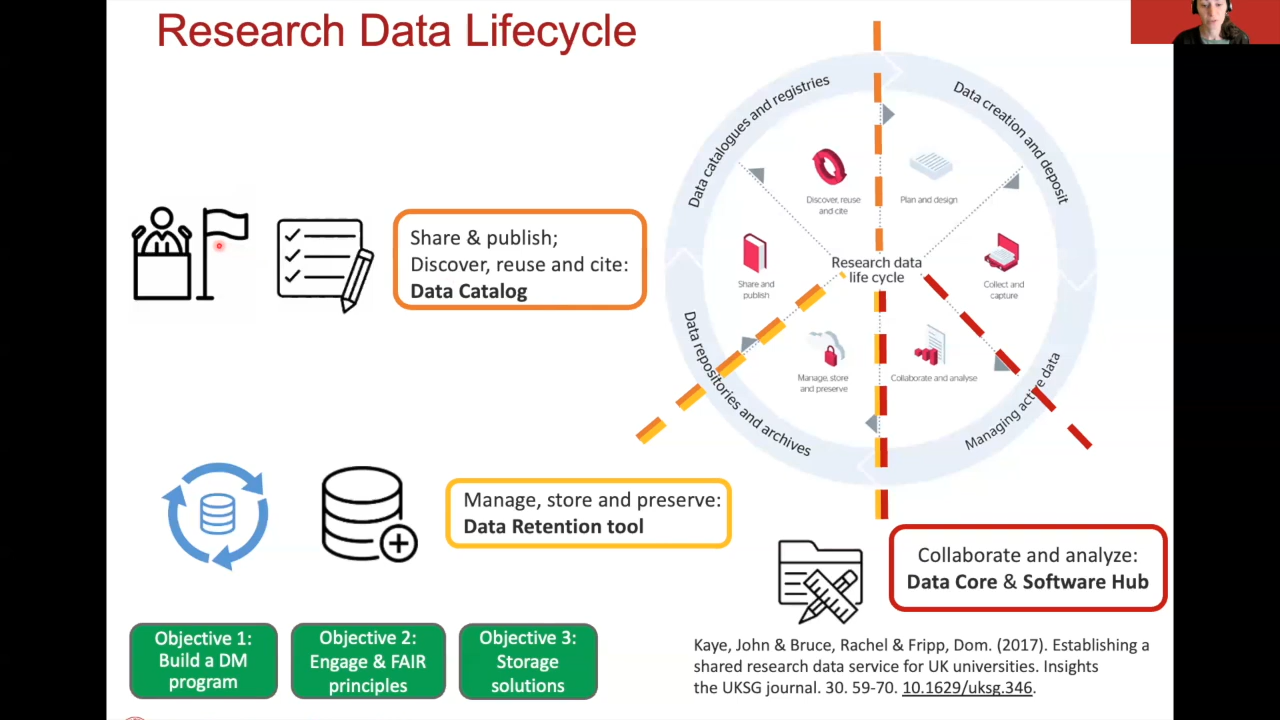 Research Data Lifecycle
Share & publish;
Discover, reuse and cite:
Data Catalog
Data catalogues and registries
Data creation and deposit
Discover, reuse
and cite
Plan and design
Research data
life cycle
Share and
publish
Collect and
capture
Manage, store
and preserve
Collaborate and analyse
Data repositories and archives
Managing active data
Manage, store and preserve:
Data Retention tool
Collaborate and analyze:
Data Core & Software Hub
Objective 1:
Build a DM
program
Objective 2:
Engage & FAIR
principles
Objective 3:
Storage
solutions
Kaye, John & Bruce, Rachel & Fripp, Dom. (2017). Establishing a
shared research data service for UK universities. Insights
the UKSG journal. 30. 59-70. 10.1629/uksg.346.